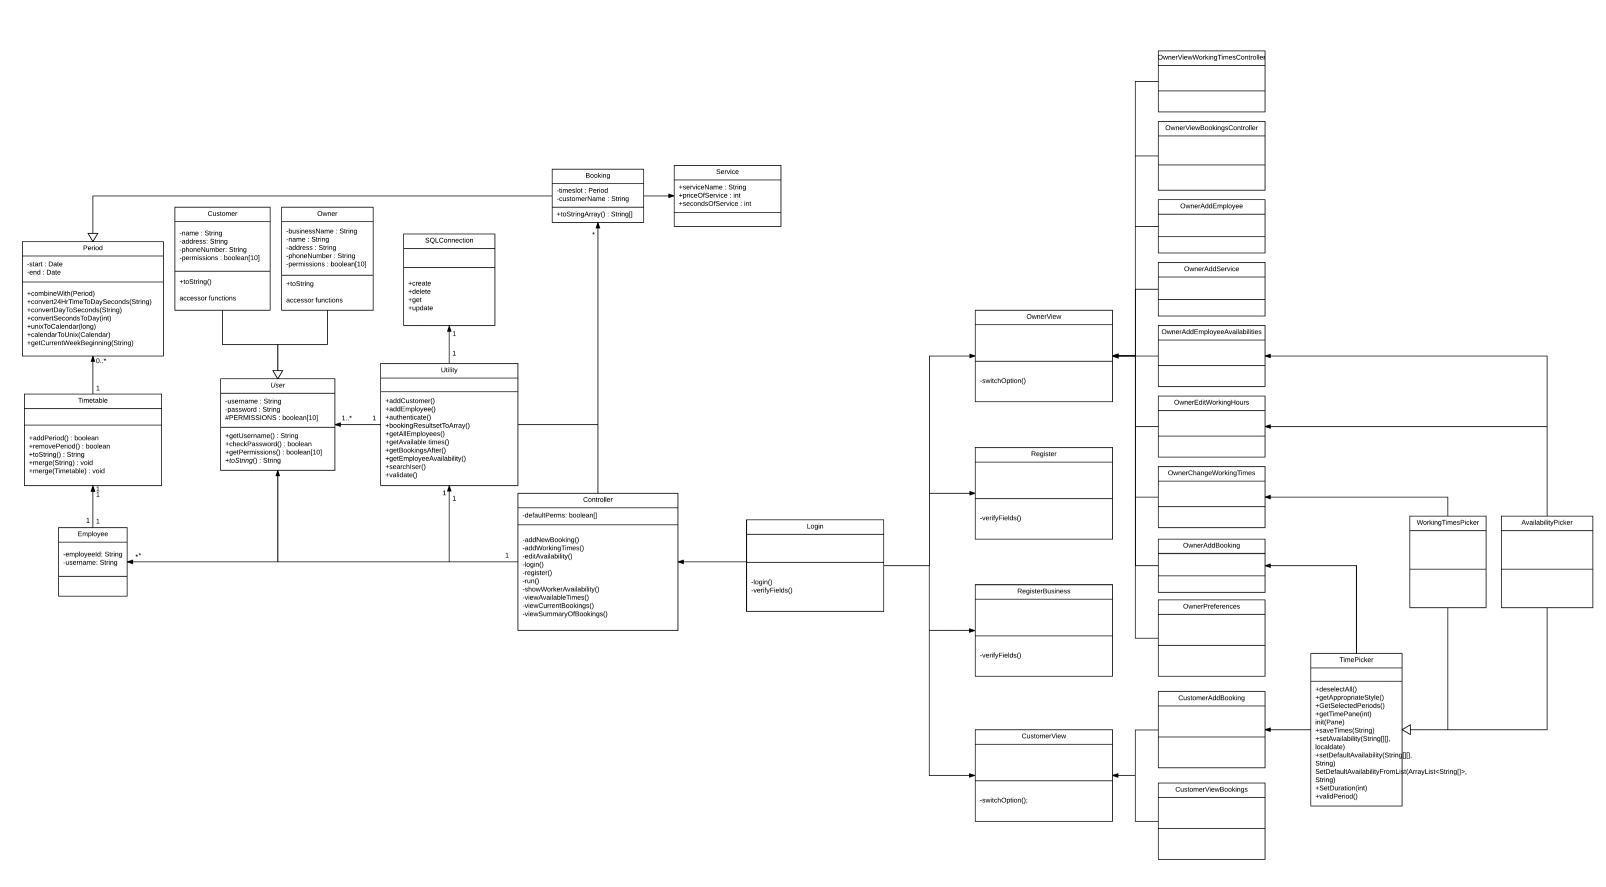 OwnerViewWorkingTimesController
OwnerViewBookingsController
OwnerAddEmployee
OwnerAddService
OwnerAddEmployeeAvailabilities
OwnerEditWorkingHours
OwnerChangeWorkingTimes
OwnerAddBooking
OwnerPreferences
CustomerAddBooking
CustomerViewBookings
Booking
-timeslot : Period
-customerName : String
+toStringArray() : String[]
Service
+serviceName : String
+priceOfService : int
+secondsOfService : int
Customer
-name : String
-address: String
-phoneNumber: String
-permissions : boolean[10]
+toString()
accessor functions
Owner
-businessName : String
-name : String
-address : String
-phoneNumber : String
-permissions : boolean[10]
+toString
accessor functions
SQLConnection
+create
+delete
+get
+update
1
1
*
Period
-start : Date
-end : Date
+combineWith(Period)
+convert24HrTimeToDaySeconds(String)
+convertDayToSeconds(String)
+convertSecondsToDay(int)
+unixToCalendar(long)
+calendarToUnix(Calendar)
+getCurrentWeekBeginning(String)
0..*
1
Timetable
+addPeriod() : boolean
+removePeriod() : boolean
+toString() : String
+merge(String) : void
+merge(Timetable) : void
1
1
1 1
Employee
-employeeId: String
-username: String
**
User
-username : String
-password : String
#PERMISSIONS : boolean[10]
+getUsername() : String
+checkPassword() : boolean
+getPermissions() : boolean[10]
+toString() : String
1..*
1
Utility
+addCustomer()
+addEmployee()
+authenticate()
+bookingResultsetToArray()
+getAllEmployees()
+getAvailable times()
+getBookingsAfter()
+getEmployeeAvailability()
+searchIser()
+validate()
1
1
1
Controller
-defaultPerms: boolean[]
-addNewBooking()
-addWorkingTimes()
-editAvailability()
-login()
-register()
-run()
-showWorkerAvailability()
-viewAvailableTimes()
-viewCurrentBookings()
-viewSummaryOfBookings()
Login
-login()
-verifyFields()
OwnerView
-switchOption()
Register
-verifyFields()
RegisterBusiness
-verifyFields()
CustomerView
-switchOption();
WorkingTimesPicker
AvailabilityPicker
TimePicker
+deselectAll()
+getAppropriateStyle()
+GetSelectedPeriods()
+getTimePane(int)
init(Pane)
+saveTimes(String)
+setAvailability(String[][],
localdate)
+setDefaultAvailability(String[][],
String)
SetDefaultAvailabilityFromList(ArrayList<String[]>,
String)
+SetDuration(int)
+validPeriod()